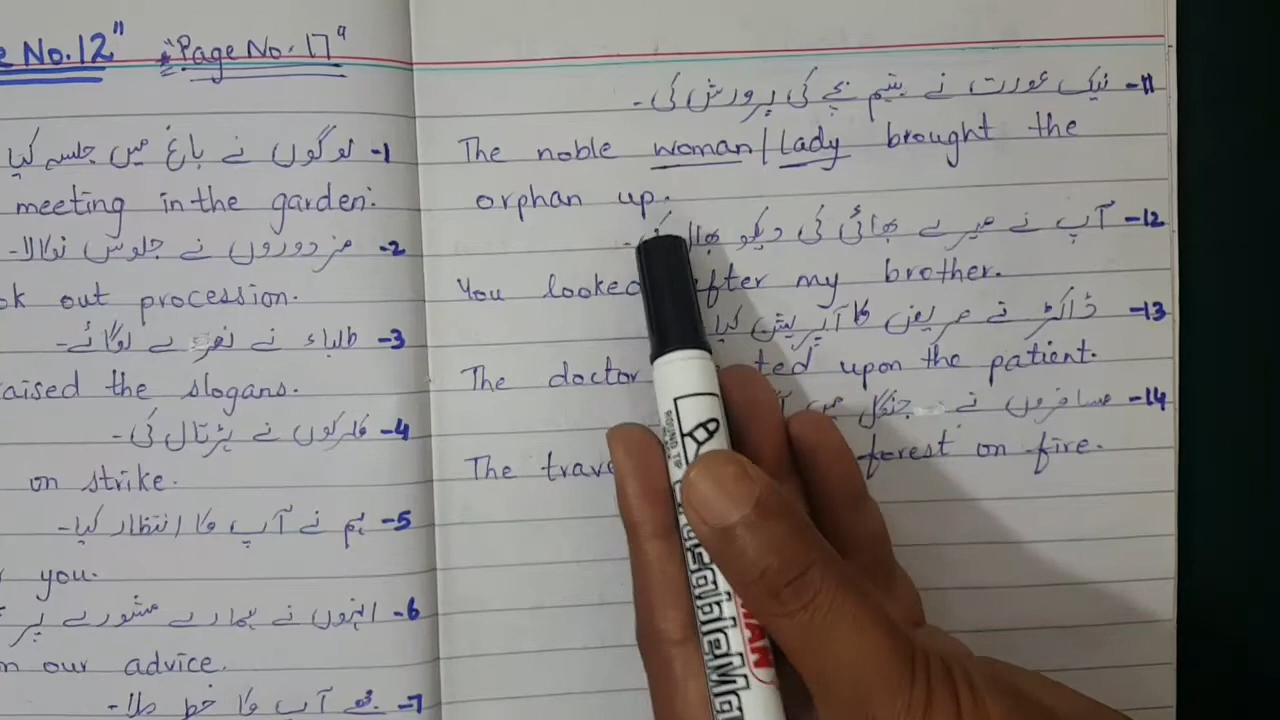 e No.12" "Page No. 17"
1- لوگوں نے باغ میں جلسہ کیا
meeting in the garden.
2- مزدوروں نے جلوس نکالا۔
ok out procession.
3- طلباء نے نعرے لگائے۔
aised the slogans.
4- کلرکوں نے ہڑتال کی۔
on strike.
5- ہم نے آپ کا انتظار کیا۔
you.
6- انہوں نے ہمارے مشورے پر
n our advice.
7- مجھے آپ کا خط ملا۔
11- نیک عورت نے یتیم بچے کی پرورش کی۔
The noble woman/lady brought the
orphan up.
12- آپ نے میرے بھائی کی دیکھ بھال کی۔
You looked after my brother.
13- ڈاکٹر نے مریض کا آپریشن کیا
The doctor ted upon the patient.
14- مسافروں نے جنگل میں
The trave forest on fire.